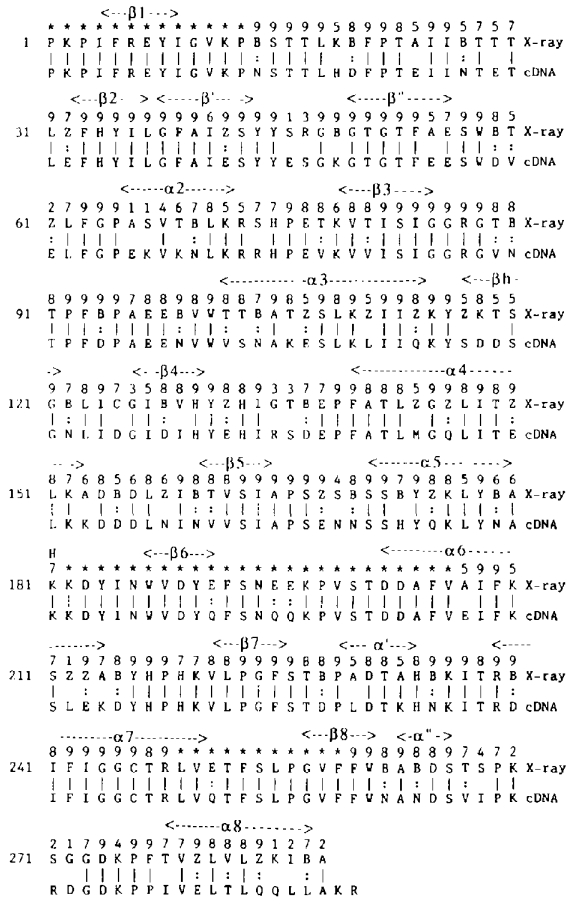 <---β1---->
* * * * * * * * * * * * * * 9 9 9 9 9 5 8 9 9 9 9 9 5 7 5 7
1 P K P I F R E Y I G V K P B S T T L K B F P T A I I B T T T X-ray
P K P I F R E Y I G V K P N S T T L H D F P T E I I N T E T cDNA
<---β2- --> <----β'------> <-----β"----->
9 7 9 9 9 9 9 9 9 9 9 6 9 9 9 9 1 3 9 9 9 9 9 9 9 9 9 9 8 5
31 L Z F H Y I L G F A I Z S Y Y S R G B G T G T F A E S W B T X-ray
L E F H Y I L G F A I E S Y Y E S G K G T G T F E E S W D V cDNA
<------α2-----> <-----β3---->
2 7 9 9 9 9 1 1 4 6 7 8 5 5 7 7 9 8 8 6 8 8 9 9 9 9 9 9 8 8
61 Z L F G P A S V T B L K R S H P E T K V T I S I G G R G T B X-ray
E L F G P E K V K N L K R R H P E V K V V I S I G G R G V N cDNA
<-----------α3------------> <---βh-
8 9 9 9 9 7 8 8 9 8 9 8 8 7 9 8 5 9 8 9 5 9 9 8 9 9 5 8 5 5
91 T P F B P A E E B V W T T B A T Z S L K Z I I Z K Y Z K T S X-ray
T P F D P A E E N V W V S N A K E S L K L I I Q K Y S D D S cDNA
-> <---β4---> <------------α4------
9 7 8 9 7 3 5 8 8 9 9 8 8 9 3 3 7 7 9 9 8 8 8 5 9 9 8 9 8 9
121 G B L I C G I B V H Y Z H I G T B E P F A T L Z G Z L I T Z X-ray
G N L I D G I D I H Y E H I R S D E P F A T L M G Q L I T E cDNA
-- --> <---β5---> <------α5-- ------>
8 7 6 8 5 6 8 9 9 9 9 8 8 8 9 9 9 9 9 4 8 9 9 9 8 8 5 9 6 6
151 L K A D B D L Z I B T V S I A P S Z S B S S B Y Z K L Y B A X-ray
L K K D D D L N I N V V S I A P S E N N S S H Y Q K L Y N A cDNA
H <---β6---> <-------α6----
7 * * * * * * * * * * * * * * * * * * * * * * * * * 5 9 9 5
181 K K D Y I N W V D Y E F S N E E K P V S T D D A F V A I F K X-ray
K K D Y I N W V D Y Q F S N Q Q K P V S T D D A F V E I F K cDNA
-------> <---β7----> <---α'---> <----
7 1 9 7 8 9 9 9 7 7 8 8 9 9 9 9 8 8 9 5 8 8 5 8 9 9 9 8 9 9
211 S Z Z A B Y H P H K V L P G F S T B P A D T A H B K I T R B X-ray
S L E K D Y H P H K V L P G F S T D P L D T K H N K I T R D cDNA
------α7-------> <---β8---> <-α"->
8 9 9 9 9 9 8 9 * * * * * * * * * * * 9 9 8 9 8 8 9 7 4 7 2
241 I F I G G C T R L V E T F S L P G V F F W B A B D S T S P K X-ray
I F I G G C T R L V Q T F S L P G V F F W N A N D S V I P K cDNA
<-------α8--------->
2 1 7 9 4 9 9 7 7 9 8 8 8 9 1 2 7 2
271 S G G D K P F T V Z L V L Z K I B A
R D G D K P P I V E L T L Q Q L L A K R